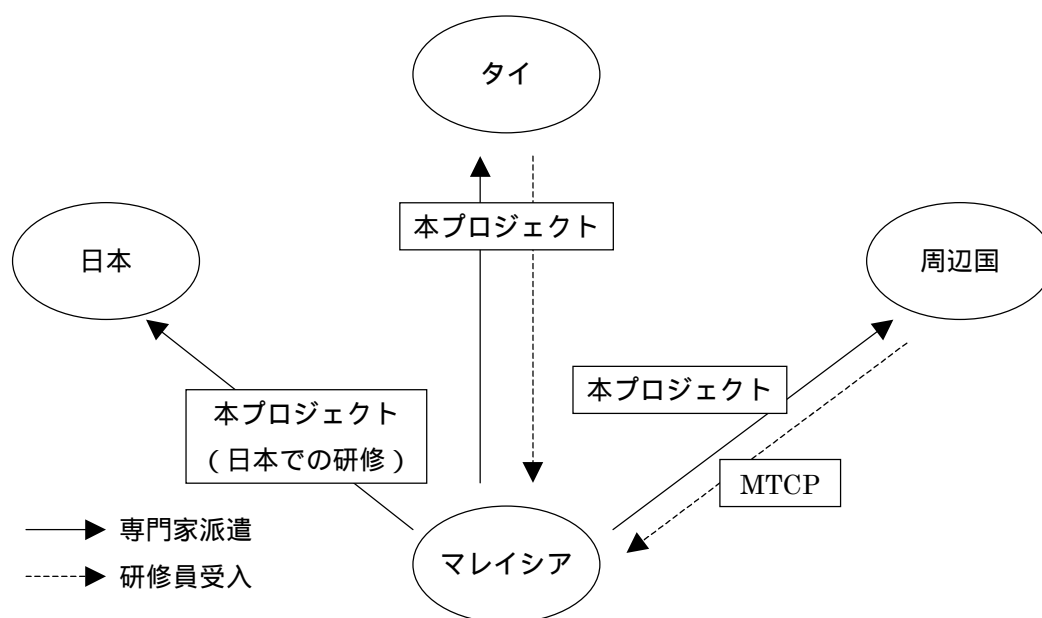 タイ
本プロジェクト
日本
周辺国
本プロジェクト
本プロジェクト
（日本での研修）
MTCP
専門家派遣
マレイシア
研修員受入